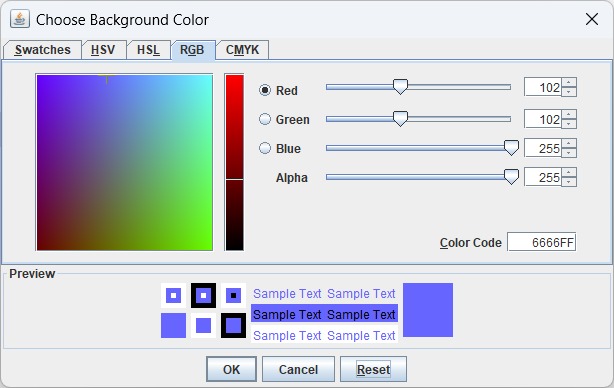 Choose Background Color
Swatches HSV HSL RGB CMYK
Red 102
Green 102
Blue 255
Alpha 255
Color Code 6666FF
Preview
Sample Text Sample Text
Sample Text Sample Text
Sample Text Sample Text
OK Cancel Reset